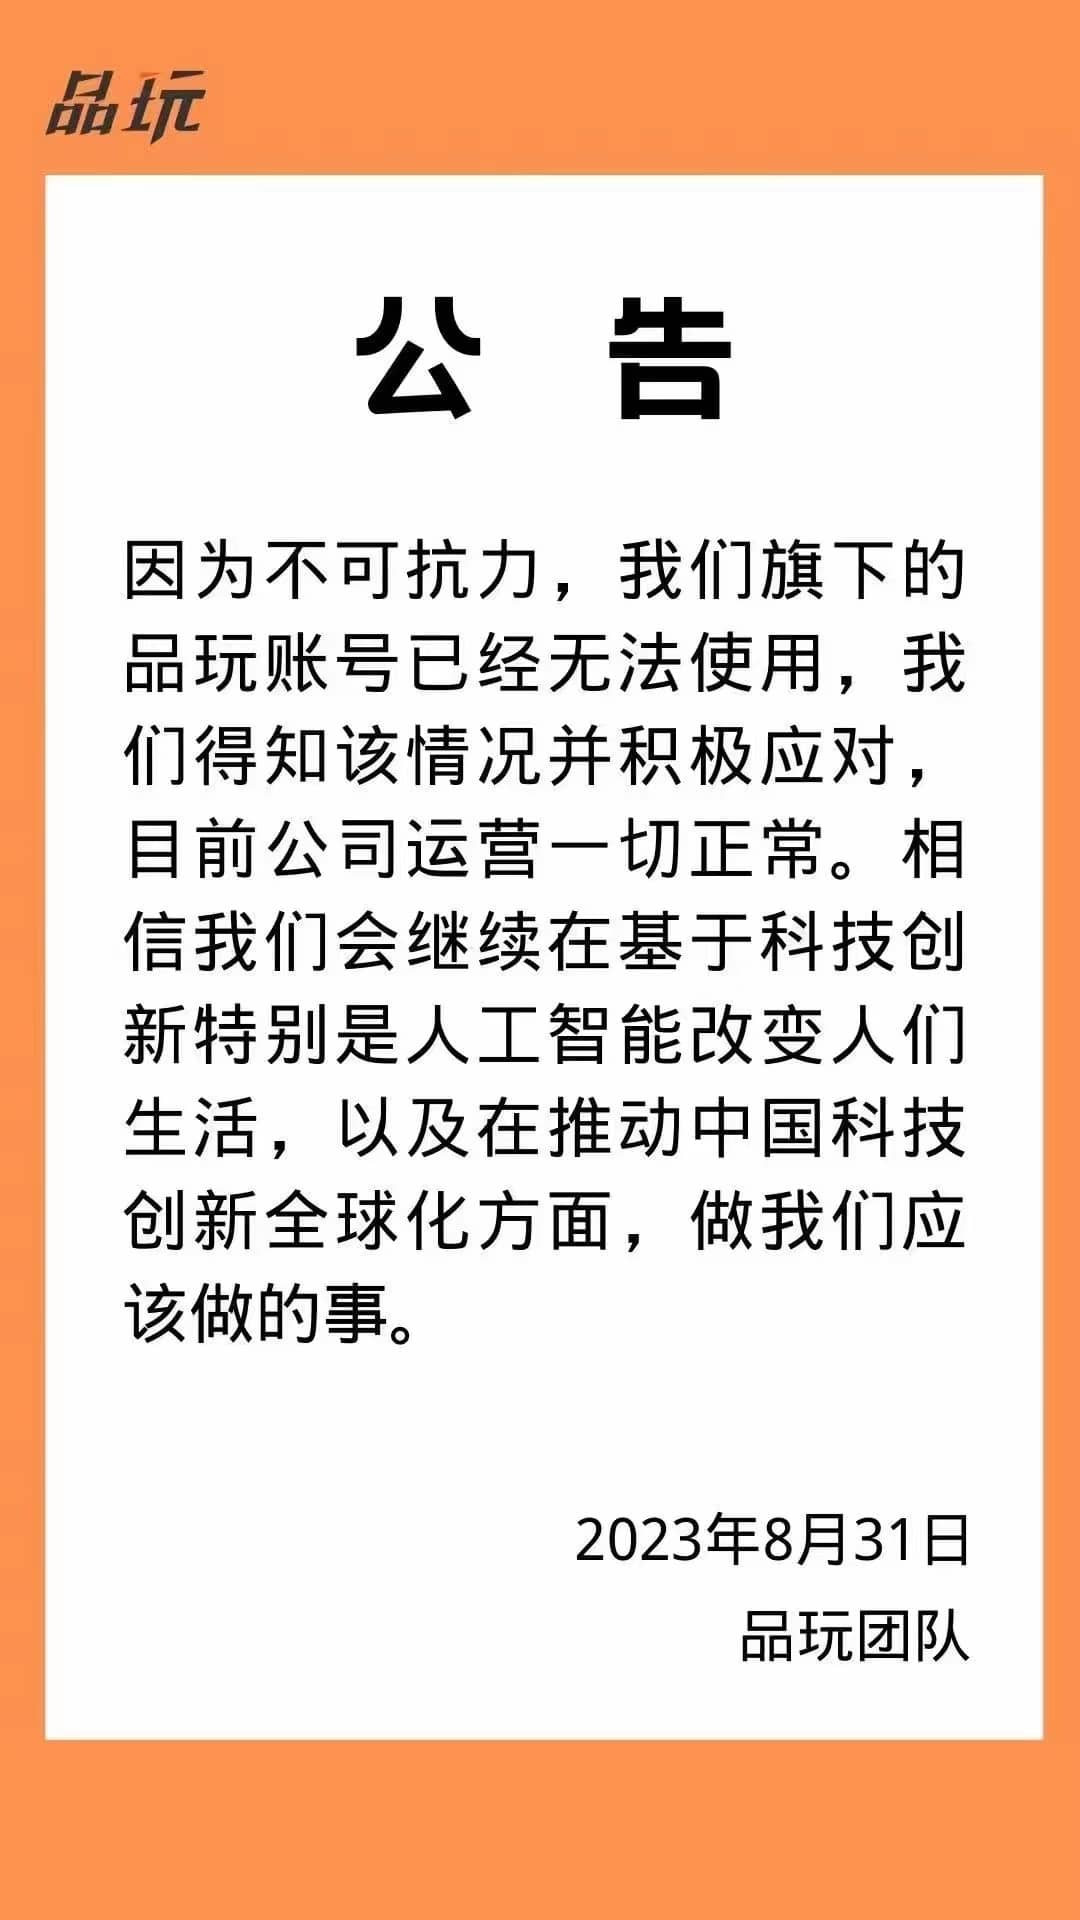 品玩
公 告
因为不可抗力，我们旗下的
品玩账号已经无法使用，我
们得知该情况并积极应对，
目前公司运营一切正常。相
信我们会继续在基于科技创
新特别是人工智能改变人们
生活，以及在推动中国科技
创新全球化方面，做我们应
该做的事。
2023年8月31日
品玩团队